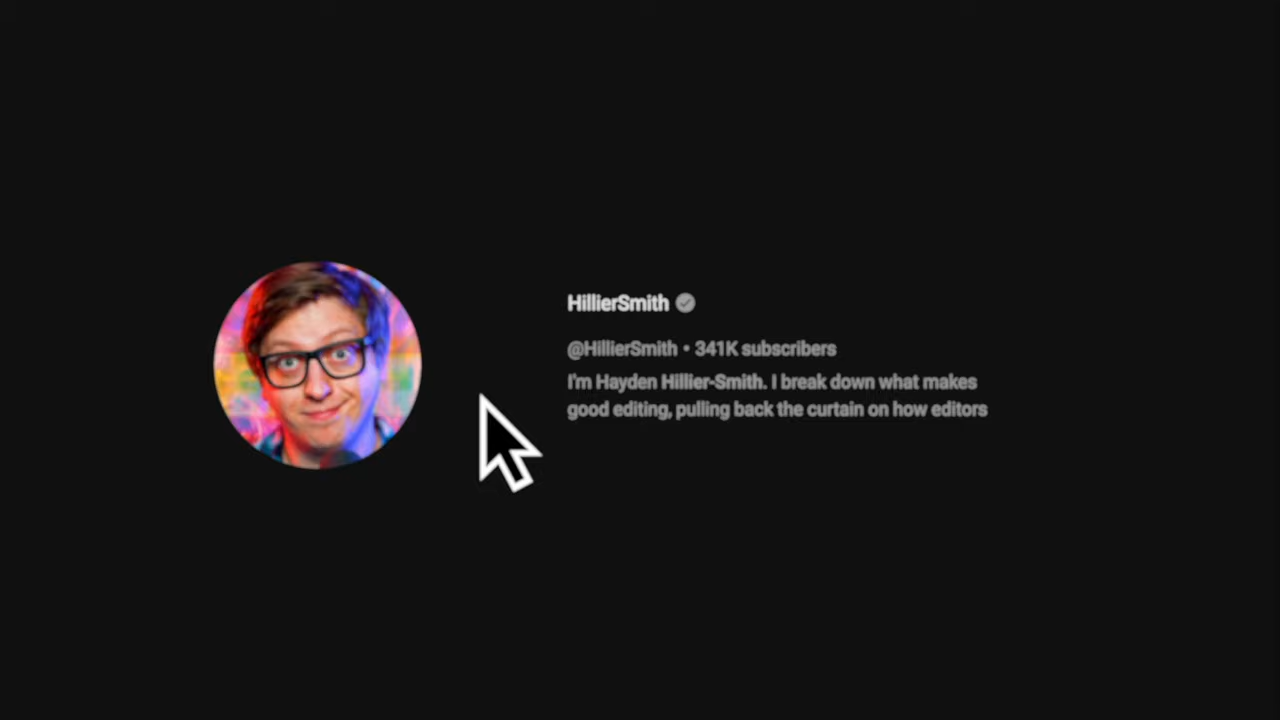 HillierSmith
@HillierSmith • 341K subscribers
I'm Hayden Hillier-Smith. I break down what makes
good editing, pulling back the curtain on how editors